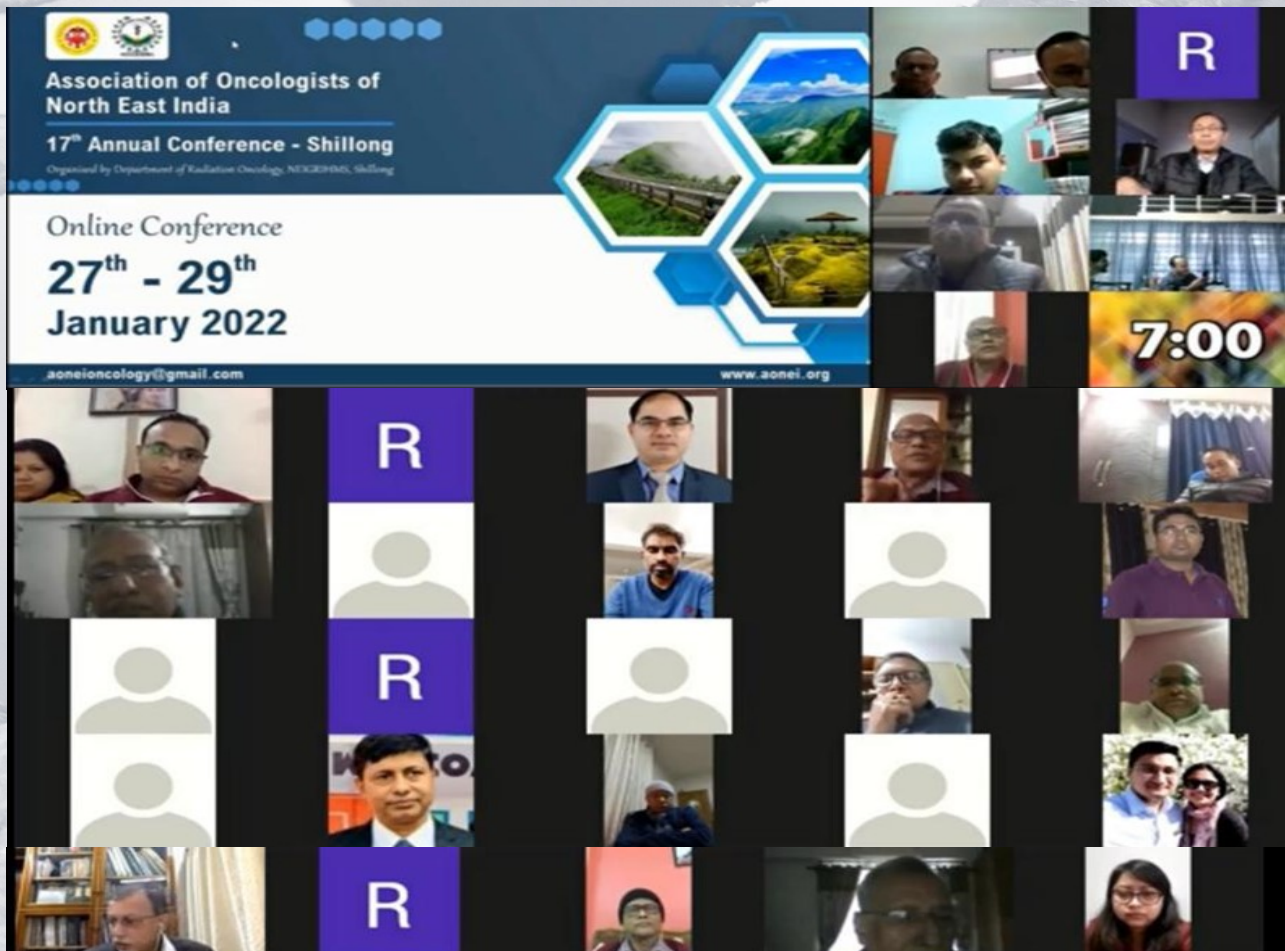 Association of Oncologists of
North East India
17th Annual Conference - Shillong
Organised by Department of Radiation Oncology, NEIGRIHMS, Shillong
Online Conference
27th - 29th
January 2022
aoneioncology@gmail.com
www.aonei.org
R
7:00
R
R
R